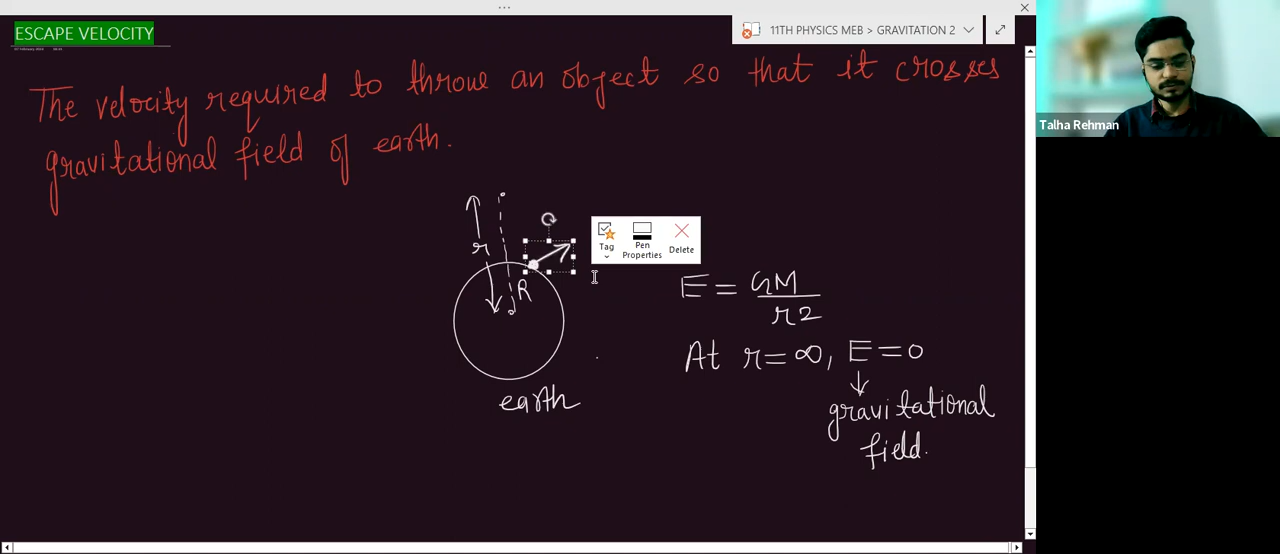 ESCAPE VELOCITY
11TH PHYSICS MEB > GRAVITATION 2
The velocity required to throw an object so that it crosses
gravitational field of earth.
Talha Rehman
Tag
Pen Properties
Delete
r
R
E = GM/r2
At r = ∞, E = 0
gravitational
field.
earth